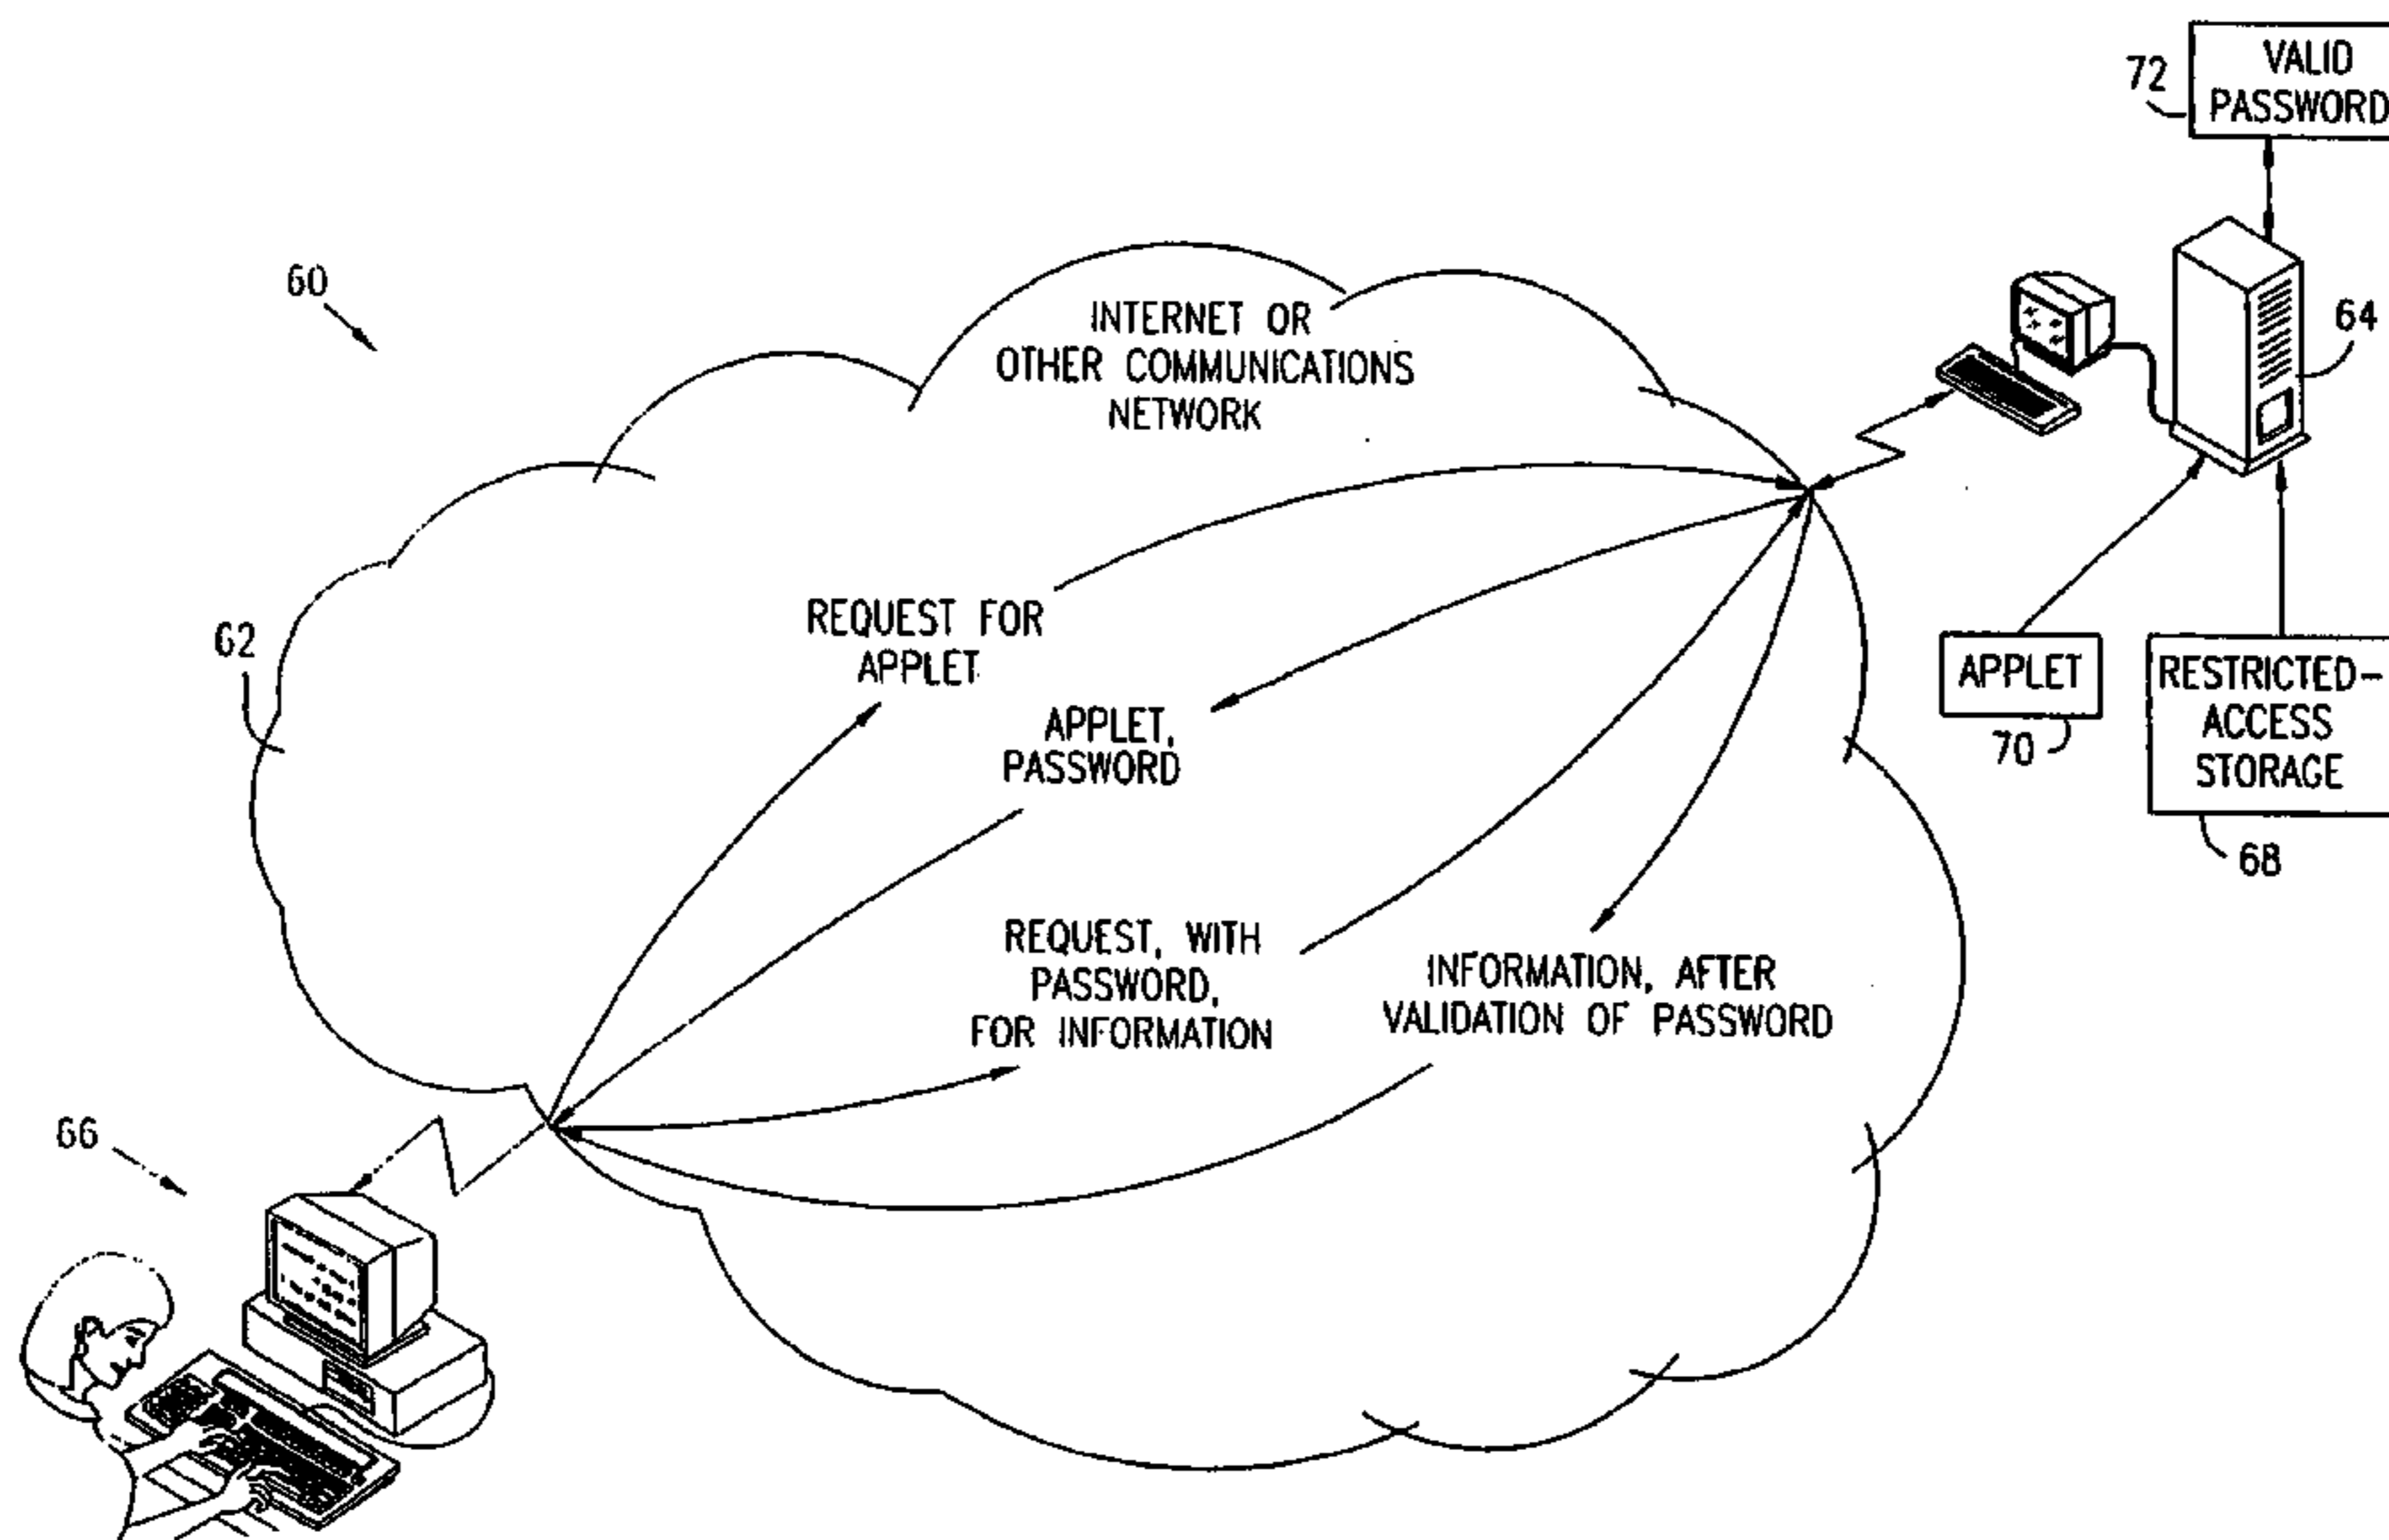 72
VALID
PASSWORD
60
INTERNET OR
OTHER COMMUNICATIONS
NETWORK
64
62
REQUEST FOR
APPLET
APPLET,
PASSWORD
APPLET
70
RESTRICTED-
ACCESS
STORAGE
68
REQUEST, WITH
PASSWORD,
FOR INFORMATION
INFORMATION, AFTER
VALIDATION OF PASSWORD
66